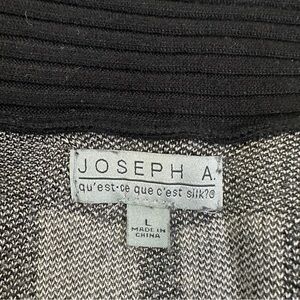 JOSEPH A.
qu'est-ce que c'est silk?®
L
MADE IN
CHINA